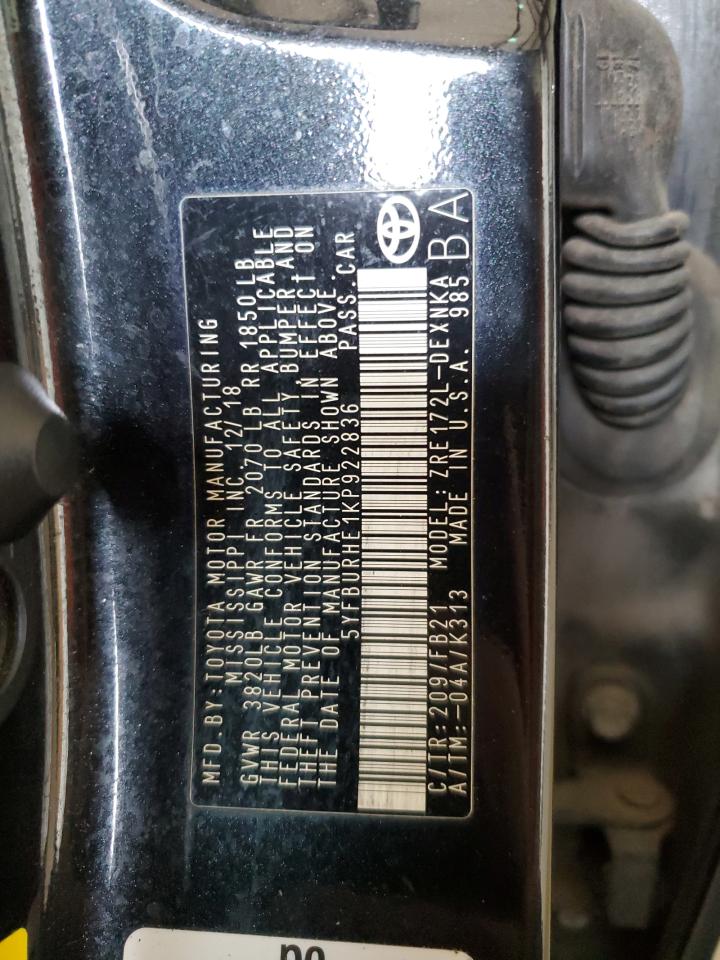 MFD.BY:TOYOTA MOTOR MANUFACTURING
MISSISSIPPI INC. 12/18
GVWR 3820LB GAWR FR 2070 LB RR 1850 LB
THIS VEHICLE CONFORMS TO ALL APPLICABLE
FEDERAL MOTOR VEHICLE SAFETY BUMPER AND
THEFT PREVENTION STANDARDS IN EFFECT ON
THE DATE OF MANUFACTURE SHOWN ABOVE.
5YFBURHE1KP922836 PASS.CAR
C/TR:209/FB21 MODEL:ZRE172L-DEXNKA
A/TM:-04A/K313 MADE IN U.S.A. 985
BA